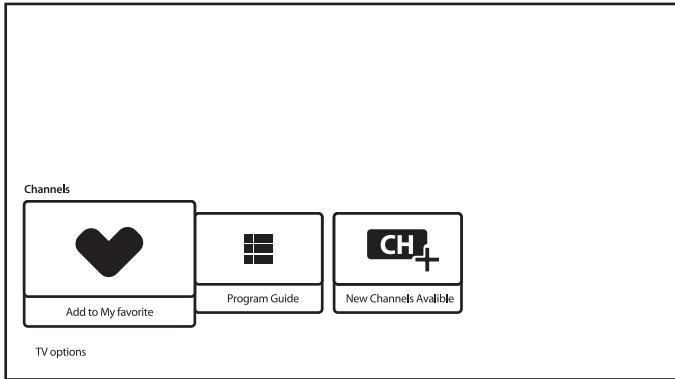 Channels
CH
Add to My favorite
Program Guide
New Channels Avalible
TV options